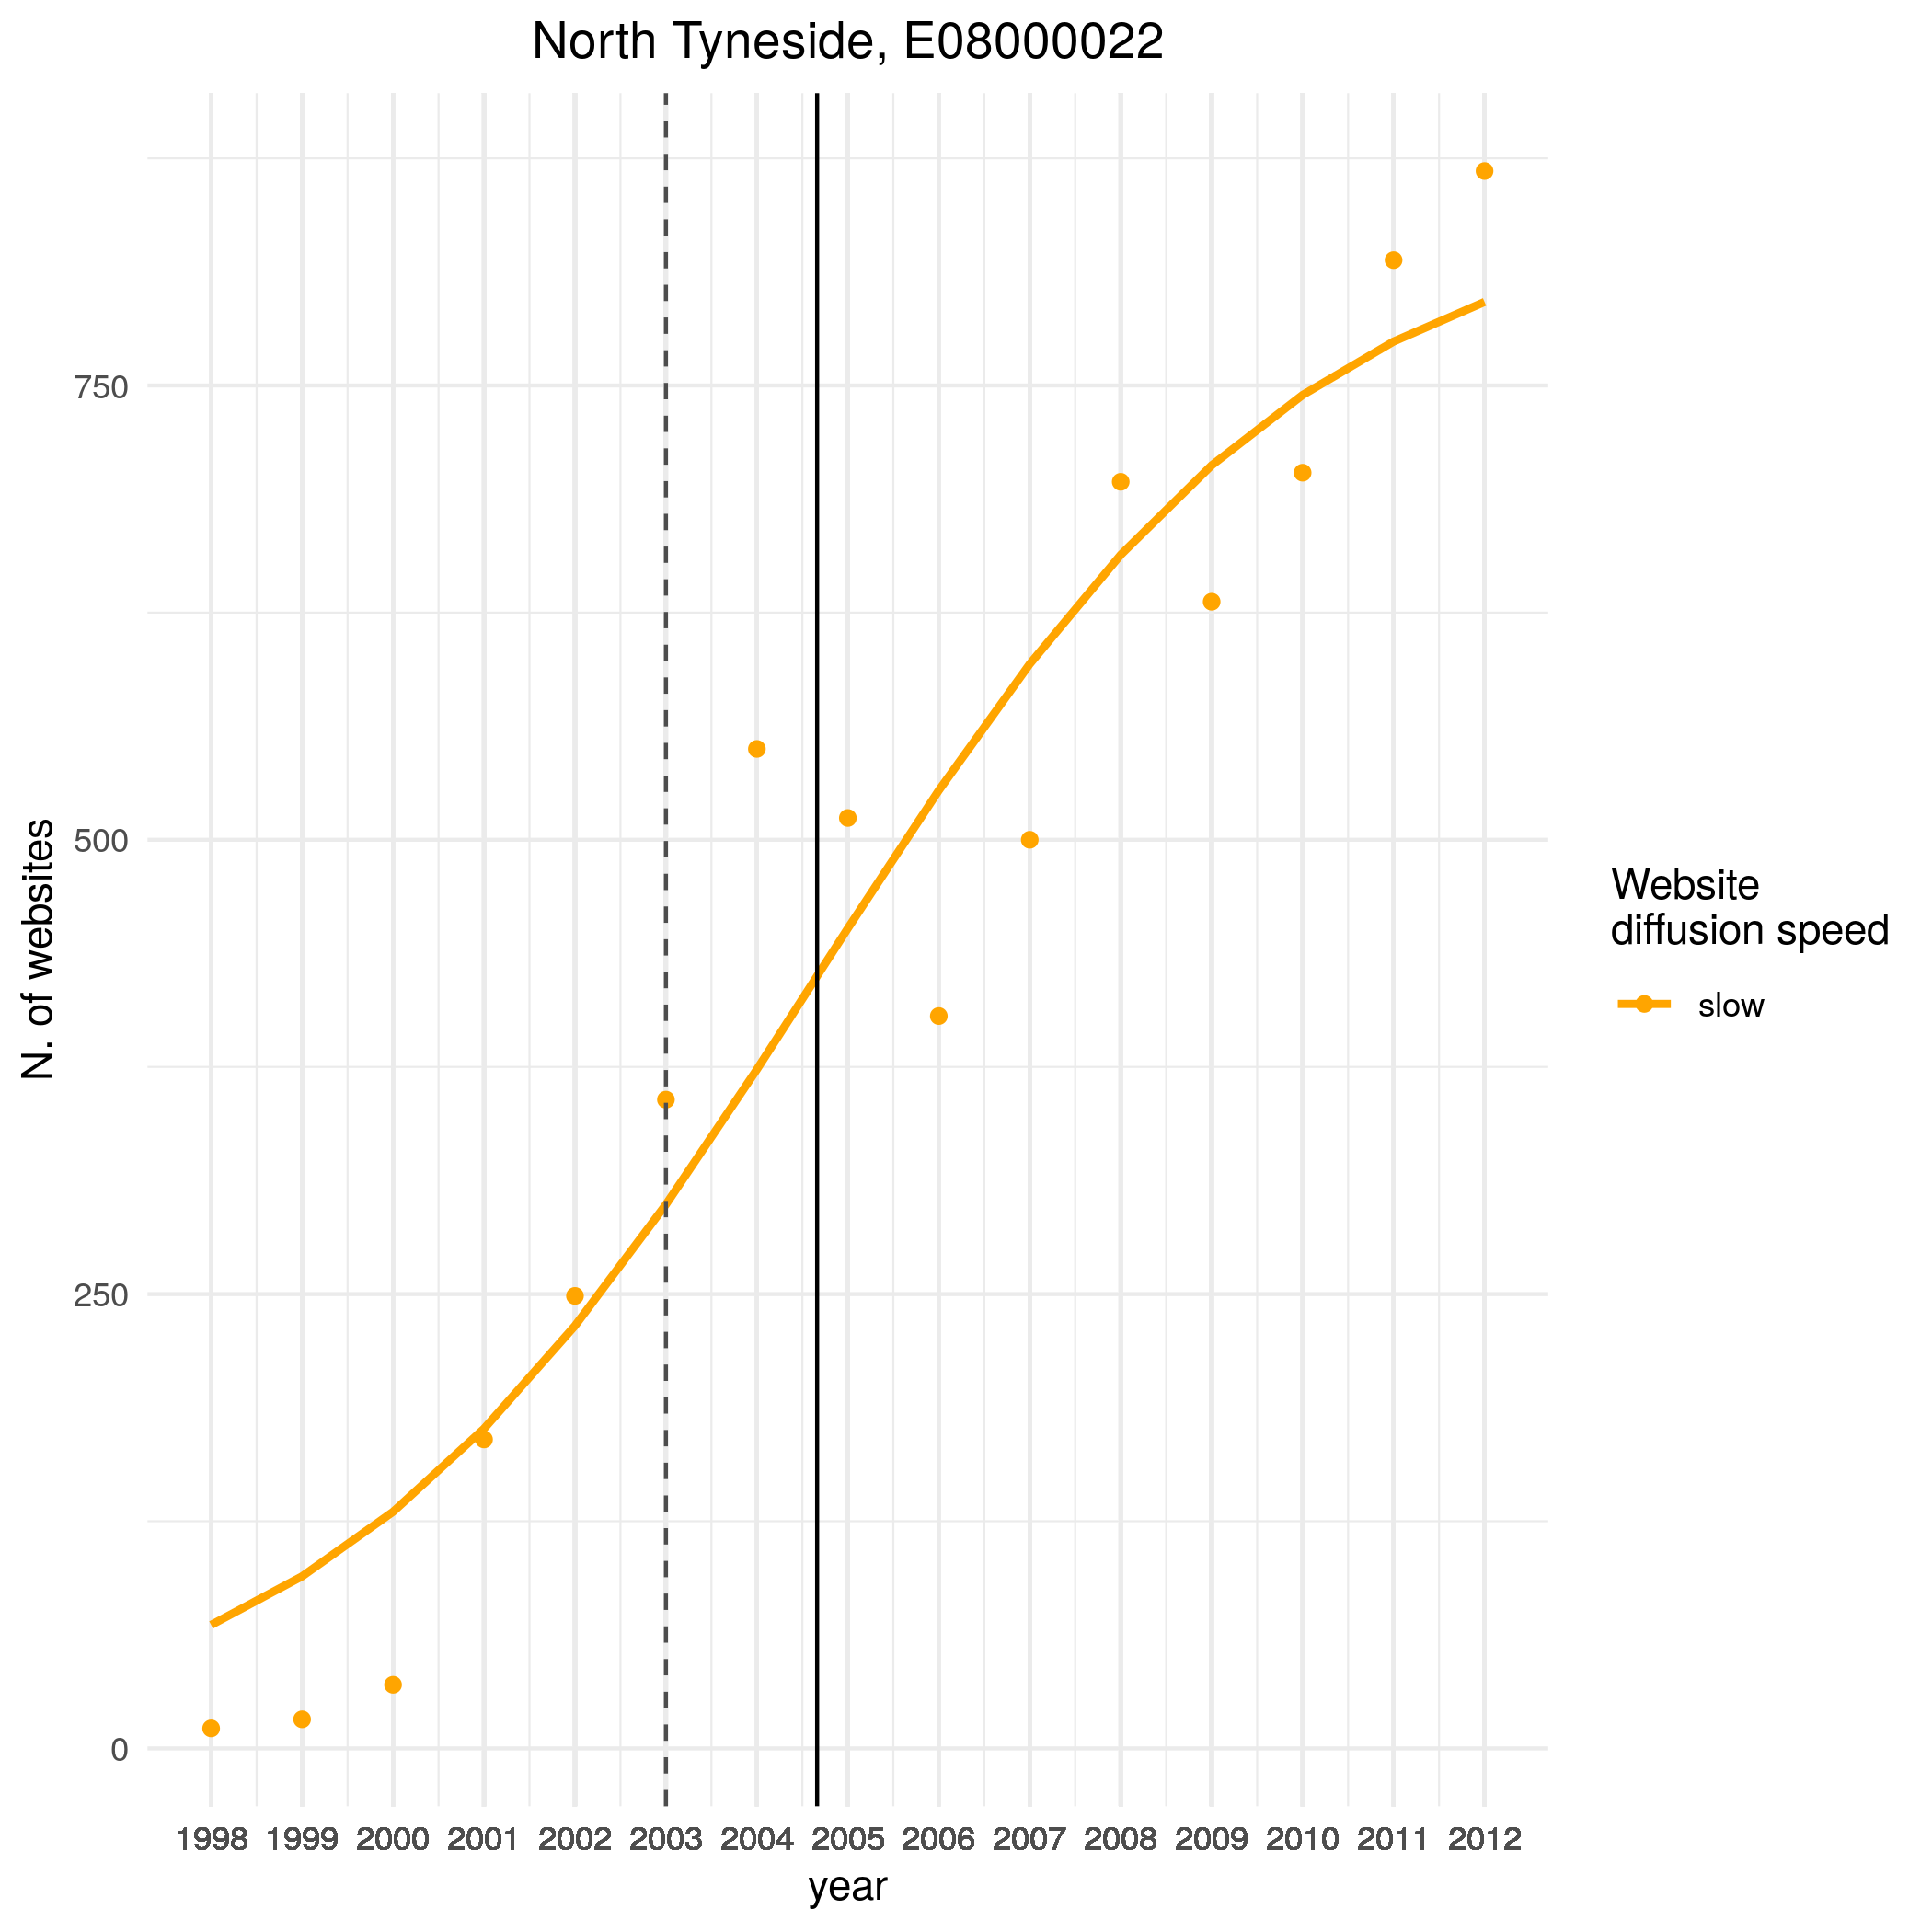 North Tyneside, E08000022
N. of websites
750
500
250
0
1998 1999 2000 2001 2002 2003 2004 2005 2006 2007 2008 2009 2010 2011 2012
year
Website
diffusion speed
slow